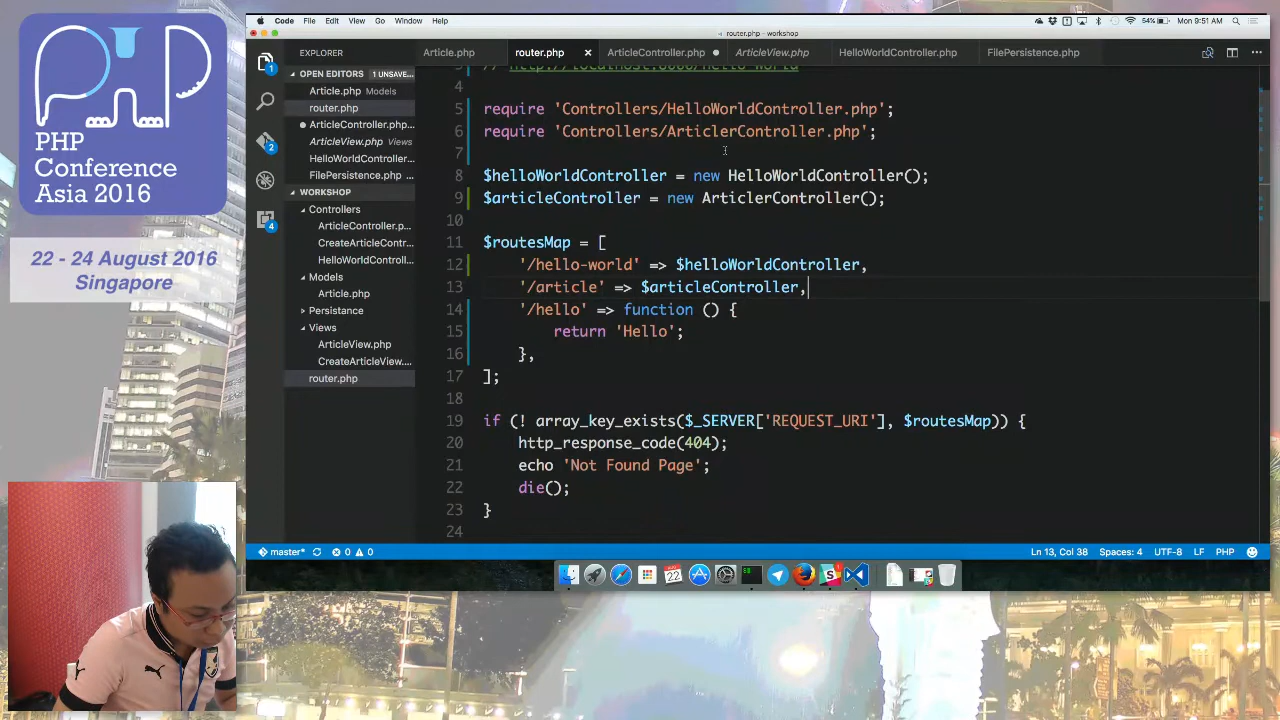 Code File Edit View Go Window Help
54% Mon 9:51 AM
router.php — workshop
EXPLORER
Article.php router.php × ArticleController.php ArticleView.php HelloWorldController.php FilePersistence.php
OPEN EDITORS 1 UNSAVE...
Article.php Models
router.php
ArticleController.php...
ArticleView.php Views
HelloWorldController...
FilePersistence.php ...
WORKSHOP
Controllers
ArticleController.p...
CreateArticleContr...
HelloWorldControll...
Models
Article.php
Persistance
Views
ArticleView.php
CreateArticleView....
router.php
1
2
4
4
5 require 'Controllers/HelloWorldController.php';
6 require 'Controllers/ArticlerController.php';
7
8 $helloWorldController = new HelloWorldController();
9 $articleController = new ArticlerController();
10
11 $routesMap = [
12 '/hello-world' => $helloWorldController,
13 '/article' => $articleController,
14 '/hello' => function () {
15 return 'Hello';
16 },
17 ];
18
19 if (! array_key_exists($_SERVER['REQUEST_URI'], $routesMap)) {
20 http_response_code(404);
21 echo 'Not Found Page';
22 die();
23 }
24
master* 0 0 Ln 13, Col 38 Spaces: 4 UTF-8 LF PHP
22
PHP
Conference
Asia 2016
22 - 24 August 2016
Singapore